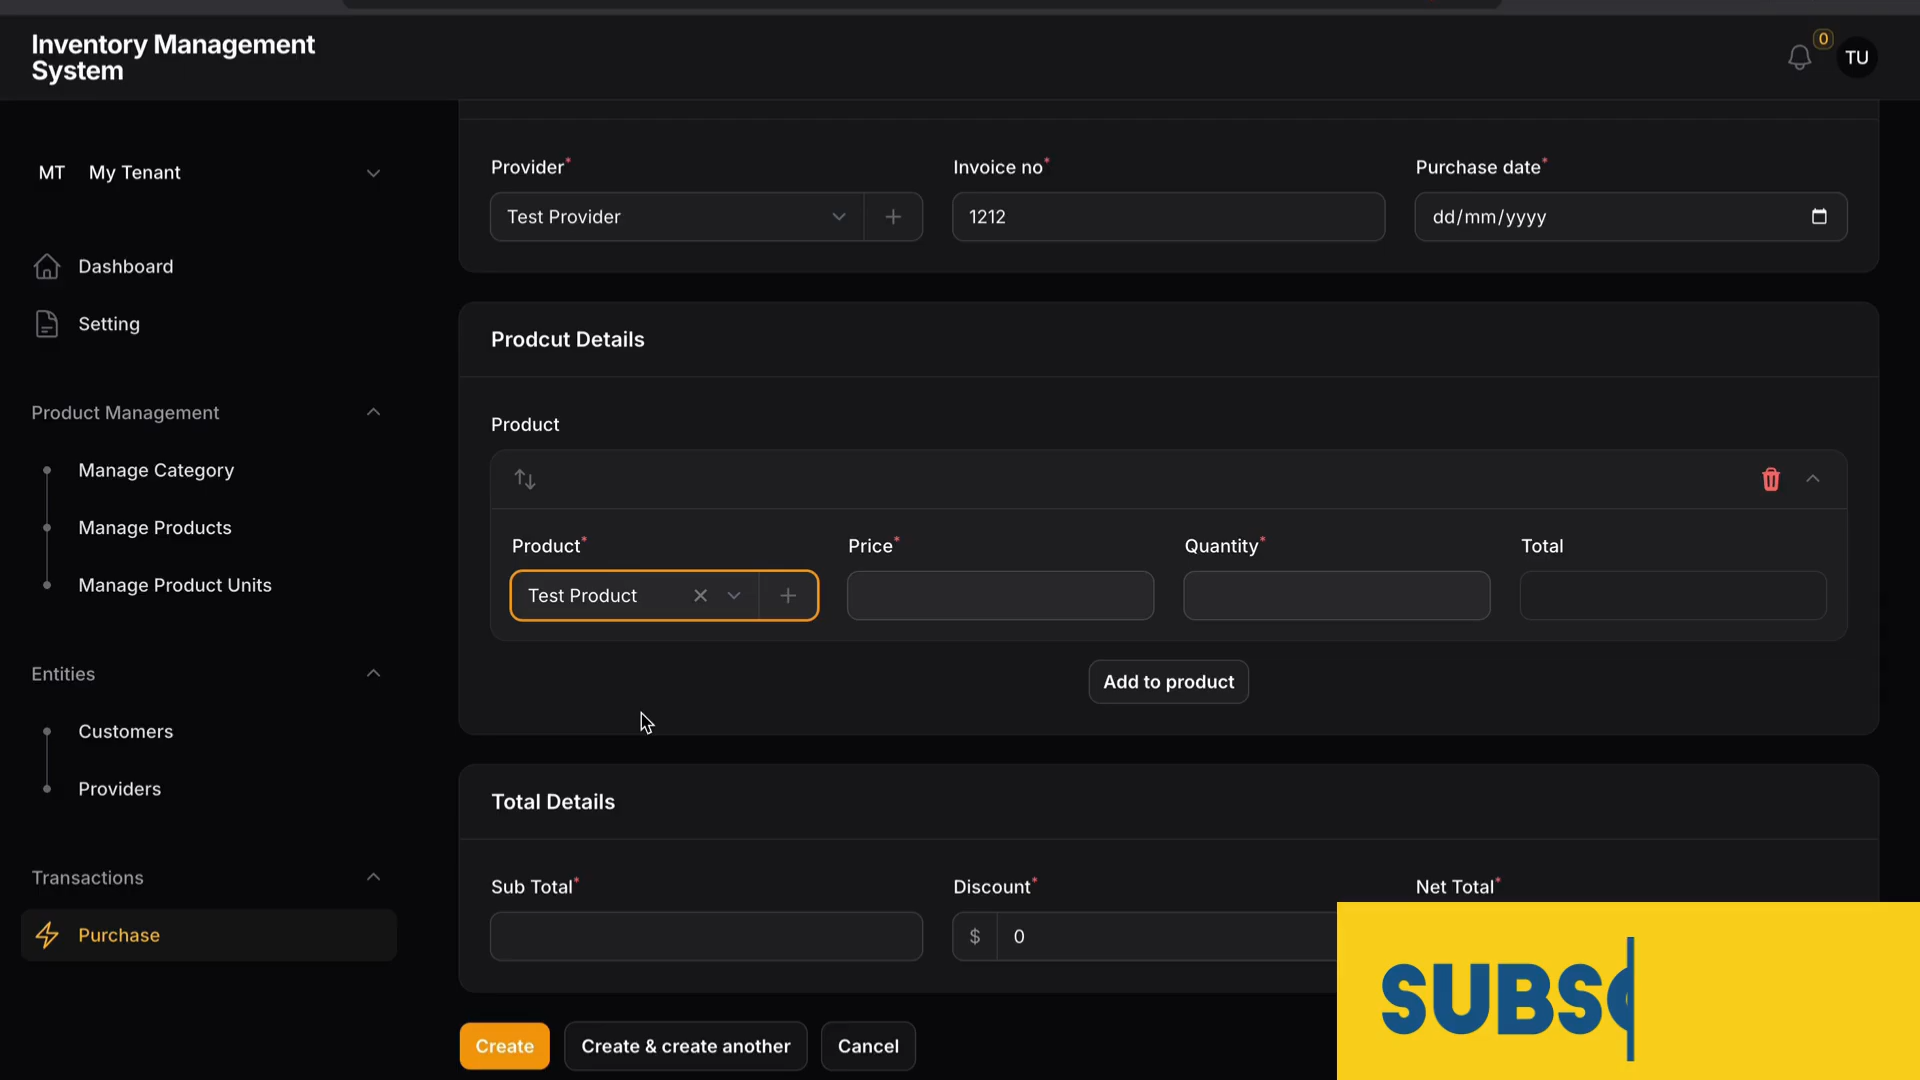 Inventory Management
System
0
TU
MT My Tenant
Dashboard
Setting
Product Management
Manage Category
Manage Products
Manage Product Units
Entities
Customers
Providers
Transactions
Purchase
Provider* Invoice no* Purchase date*
Test Provider 1212 dd/mm/yyyy
Prodcut Details
Product
Product* Price* Quantity* Total
Test Product
Add to product
Total Details
Sub Total* Discount* Net Total*
$ 0
Create Create & create another Cancel
SUBSC